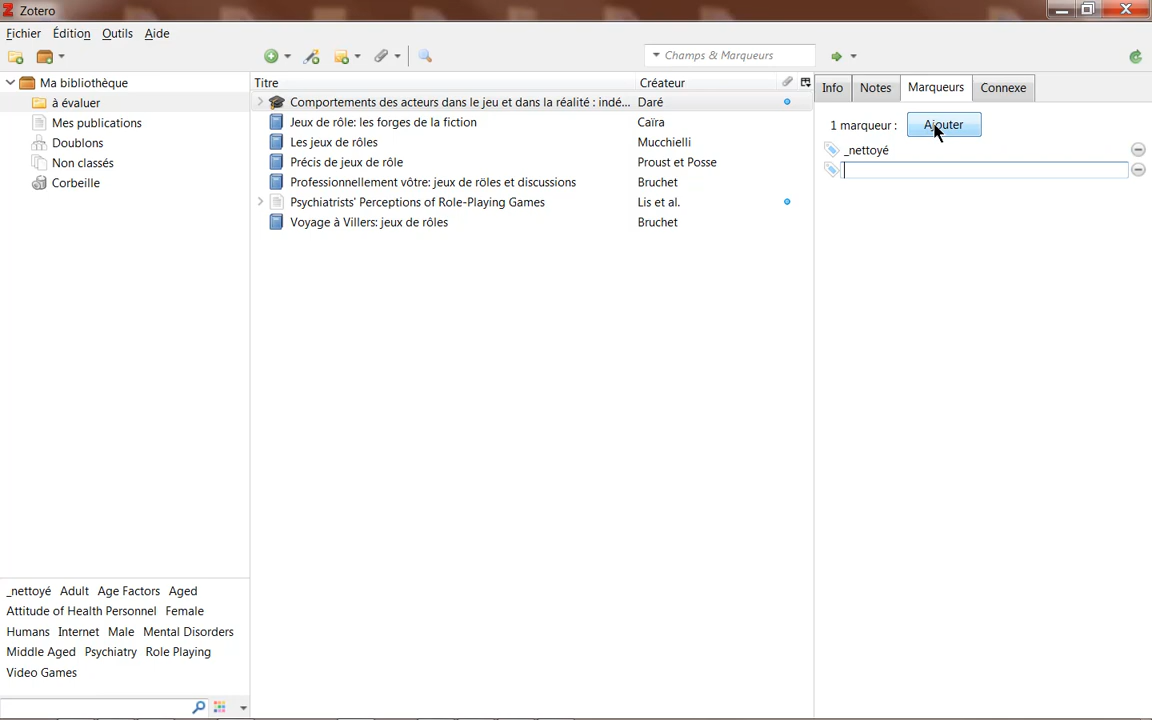 Zotero
Fichier Édition Outils Aide
Champs & Marqueurs
Ma bibliothèque
à évaluer
Mes publications
Doublons
Non classés
Corbeille
Titre Créateur
Comportements des acteurs dans le jeu et dans la réalité : indé... Daré
Jeux de rôle: les forges de la fiction Caïra
Les jeux de rôles Mucchielli
Précis de jeux de rôle Proust et Posse
Professionnellement vôtre: jeux de röles et discussions Bruchet
Psychiatrists' Perceptions of Role-Playing Games Lis et al.
Voyage à Villers: jeux de rôles Bruchet
Info Notes Marqueurs Connexe
1 marqueur : Ajouter
_nettoyé
_nettoyé Adult Age Factors Aged
Attitude of Health Personnel Female
Humans Internet Male Mental Disorders
Middle Aged Psychiatry Role Playing
Video Games